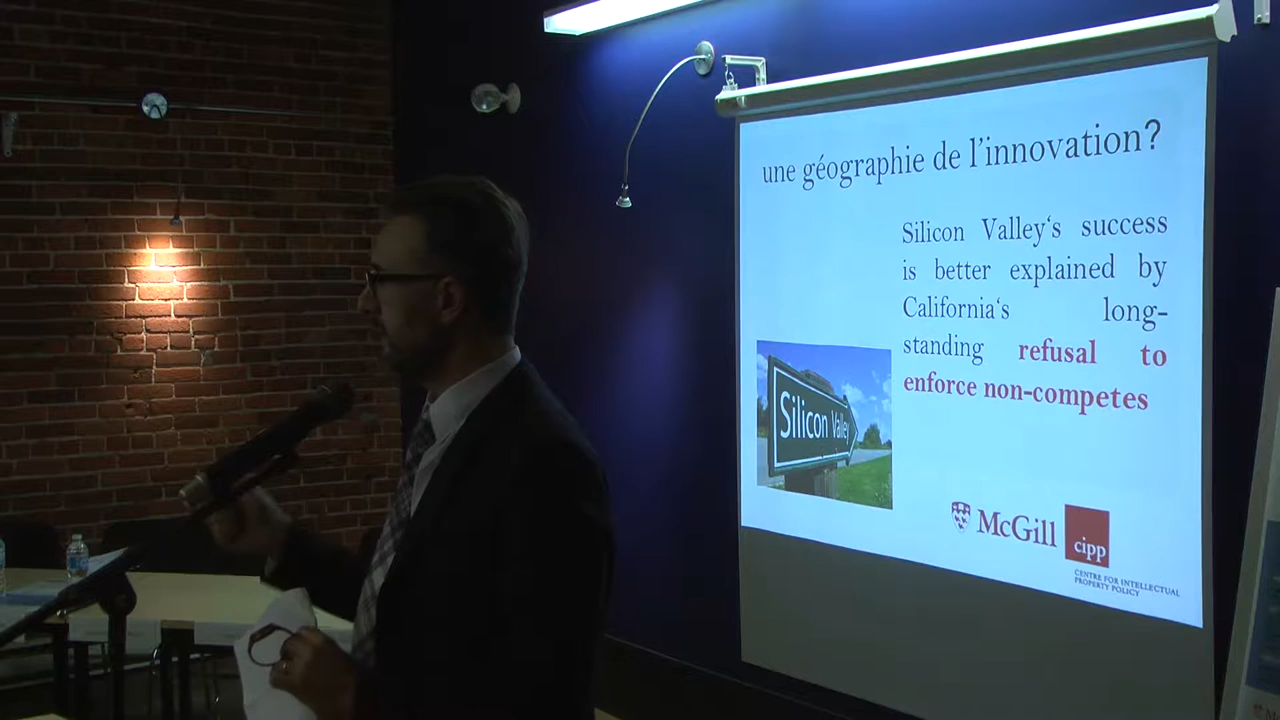 une géographie de l'innovation?
Silicon Valley‘s success
is better explained by
California‘s long-
standing refusal to
enforce non-competes
Silicon Valley
McGill
cipp
CENTRE FOR INTELLECTUAL
PROPERTY POLICY